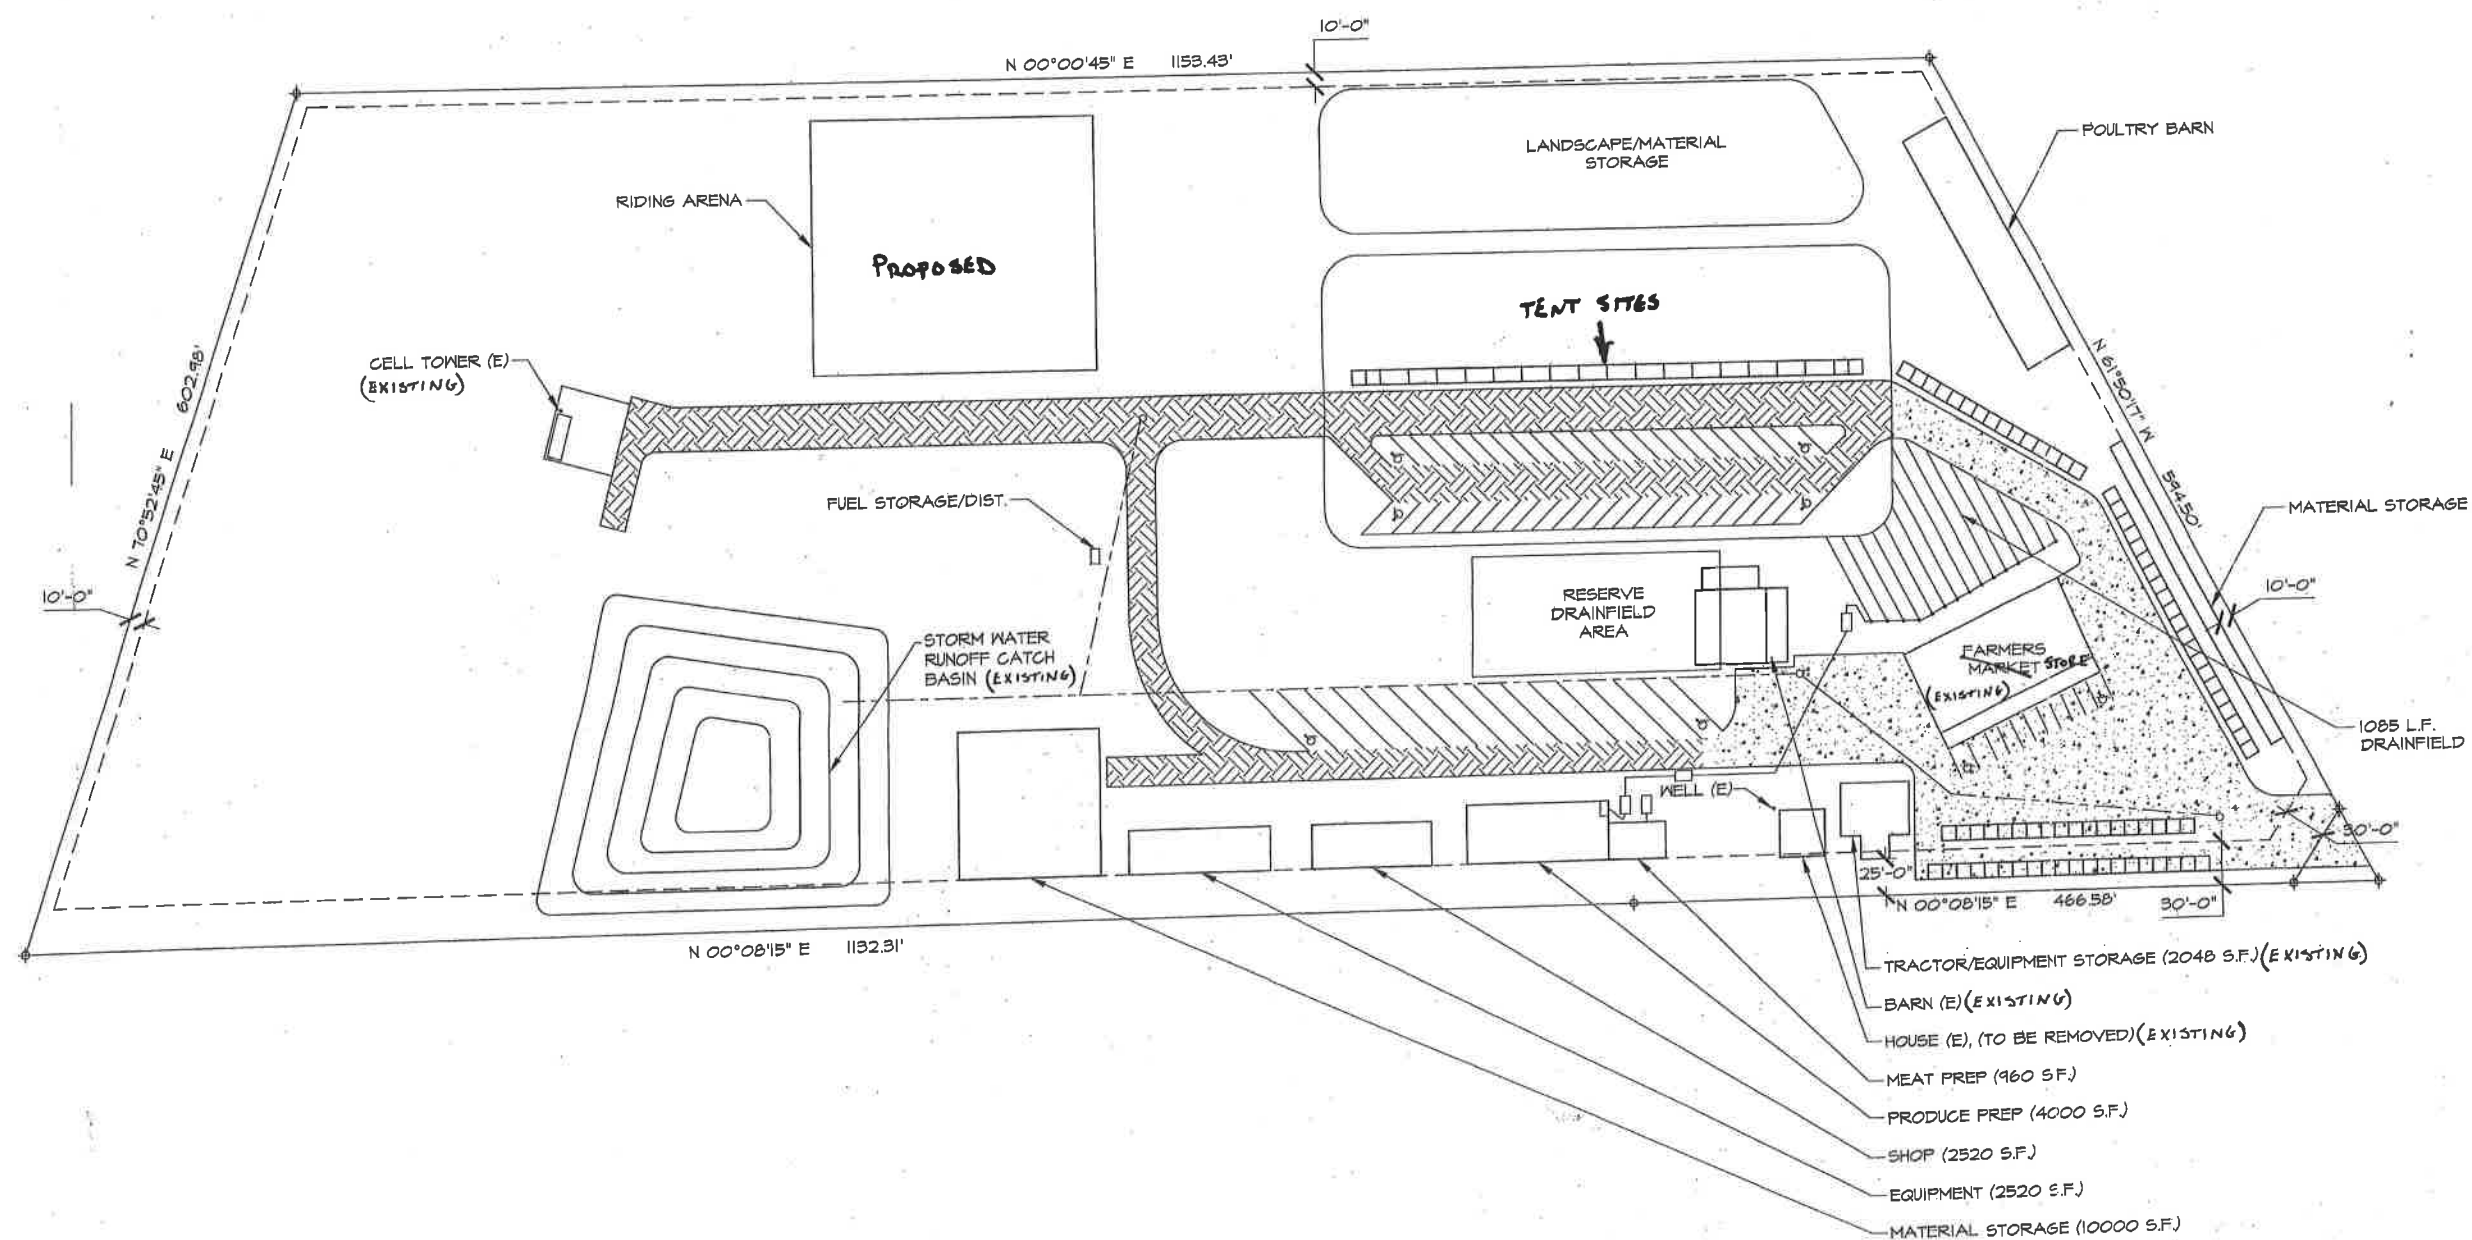 10'-0"
N 00°00'45" E 1153.43'
POULTRY BARN
LANDSCAPE/MATERIAL
STORAGE
RIDING ARENA
PROPOSED
TENT SITES
CELL TOWER (E)
(EXISTING)
N 70°52'45" E 602.98'
N 61°50'17" W 594.50'
FUEL STORAGE/DIST.
MATERIAL STORAGE
10'-0"
10'-0"
RESERVE
DRAINFIELD
AREA
STORM WATER
RUNOFF CATCH
BASIN (EXISTING)
FARMERS
MARKET STORE
(EXISTING)
1085 L.F.
DRAINFIELD
WELL (E)
30'-0"
25'-0"
N 00°08'15" E 466.58'
30'-0"
N 00°08'15" E 1132.31'
TRACTOR/EQUIPMENT STORAGE (2048 S.F.) (EXISTING)
BARN (E) (EXISTING)
HOUSE (E), (TO BE REMOVED) (EXISTING)
MEAT PREP (960 S.F.)
PRODUCE PREP (4000 S.F.)
SHOP (2520 S.F.)
EQUIPMENT (2520 S.F.)
MATERIAL STORAGE (10000 S.F.)